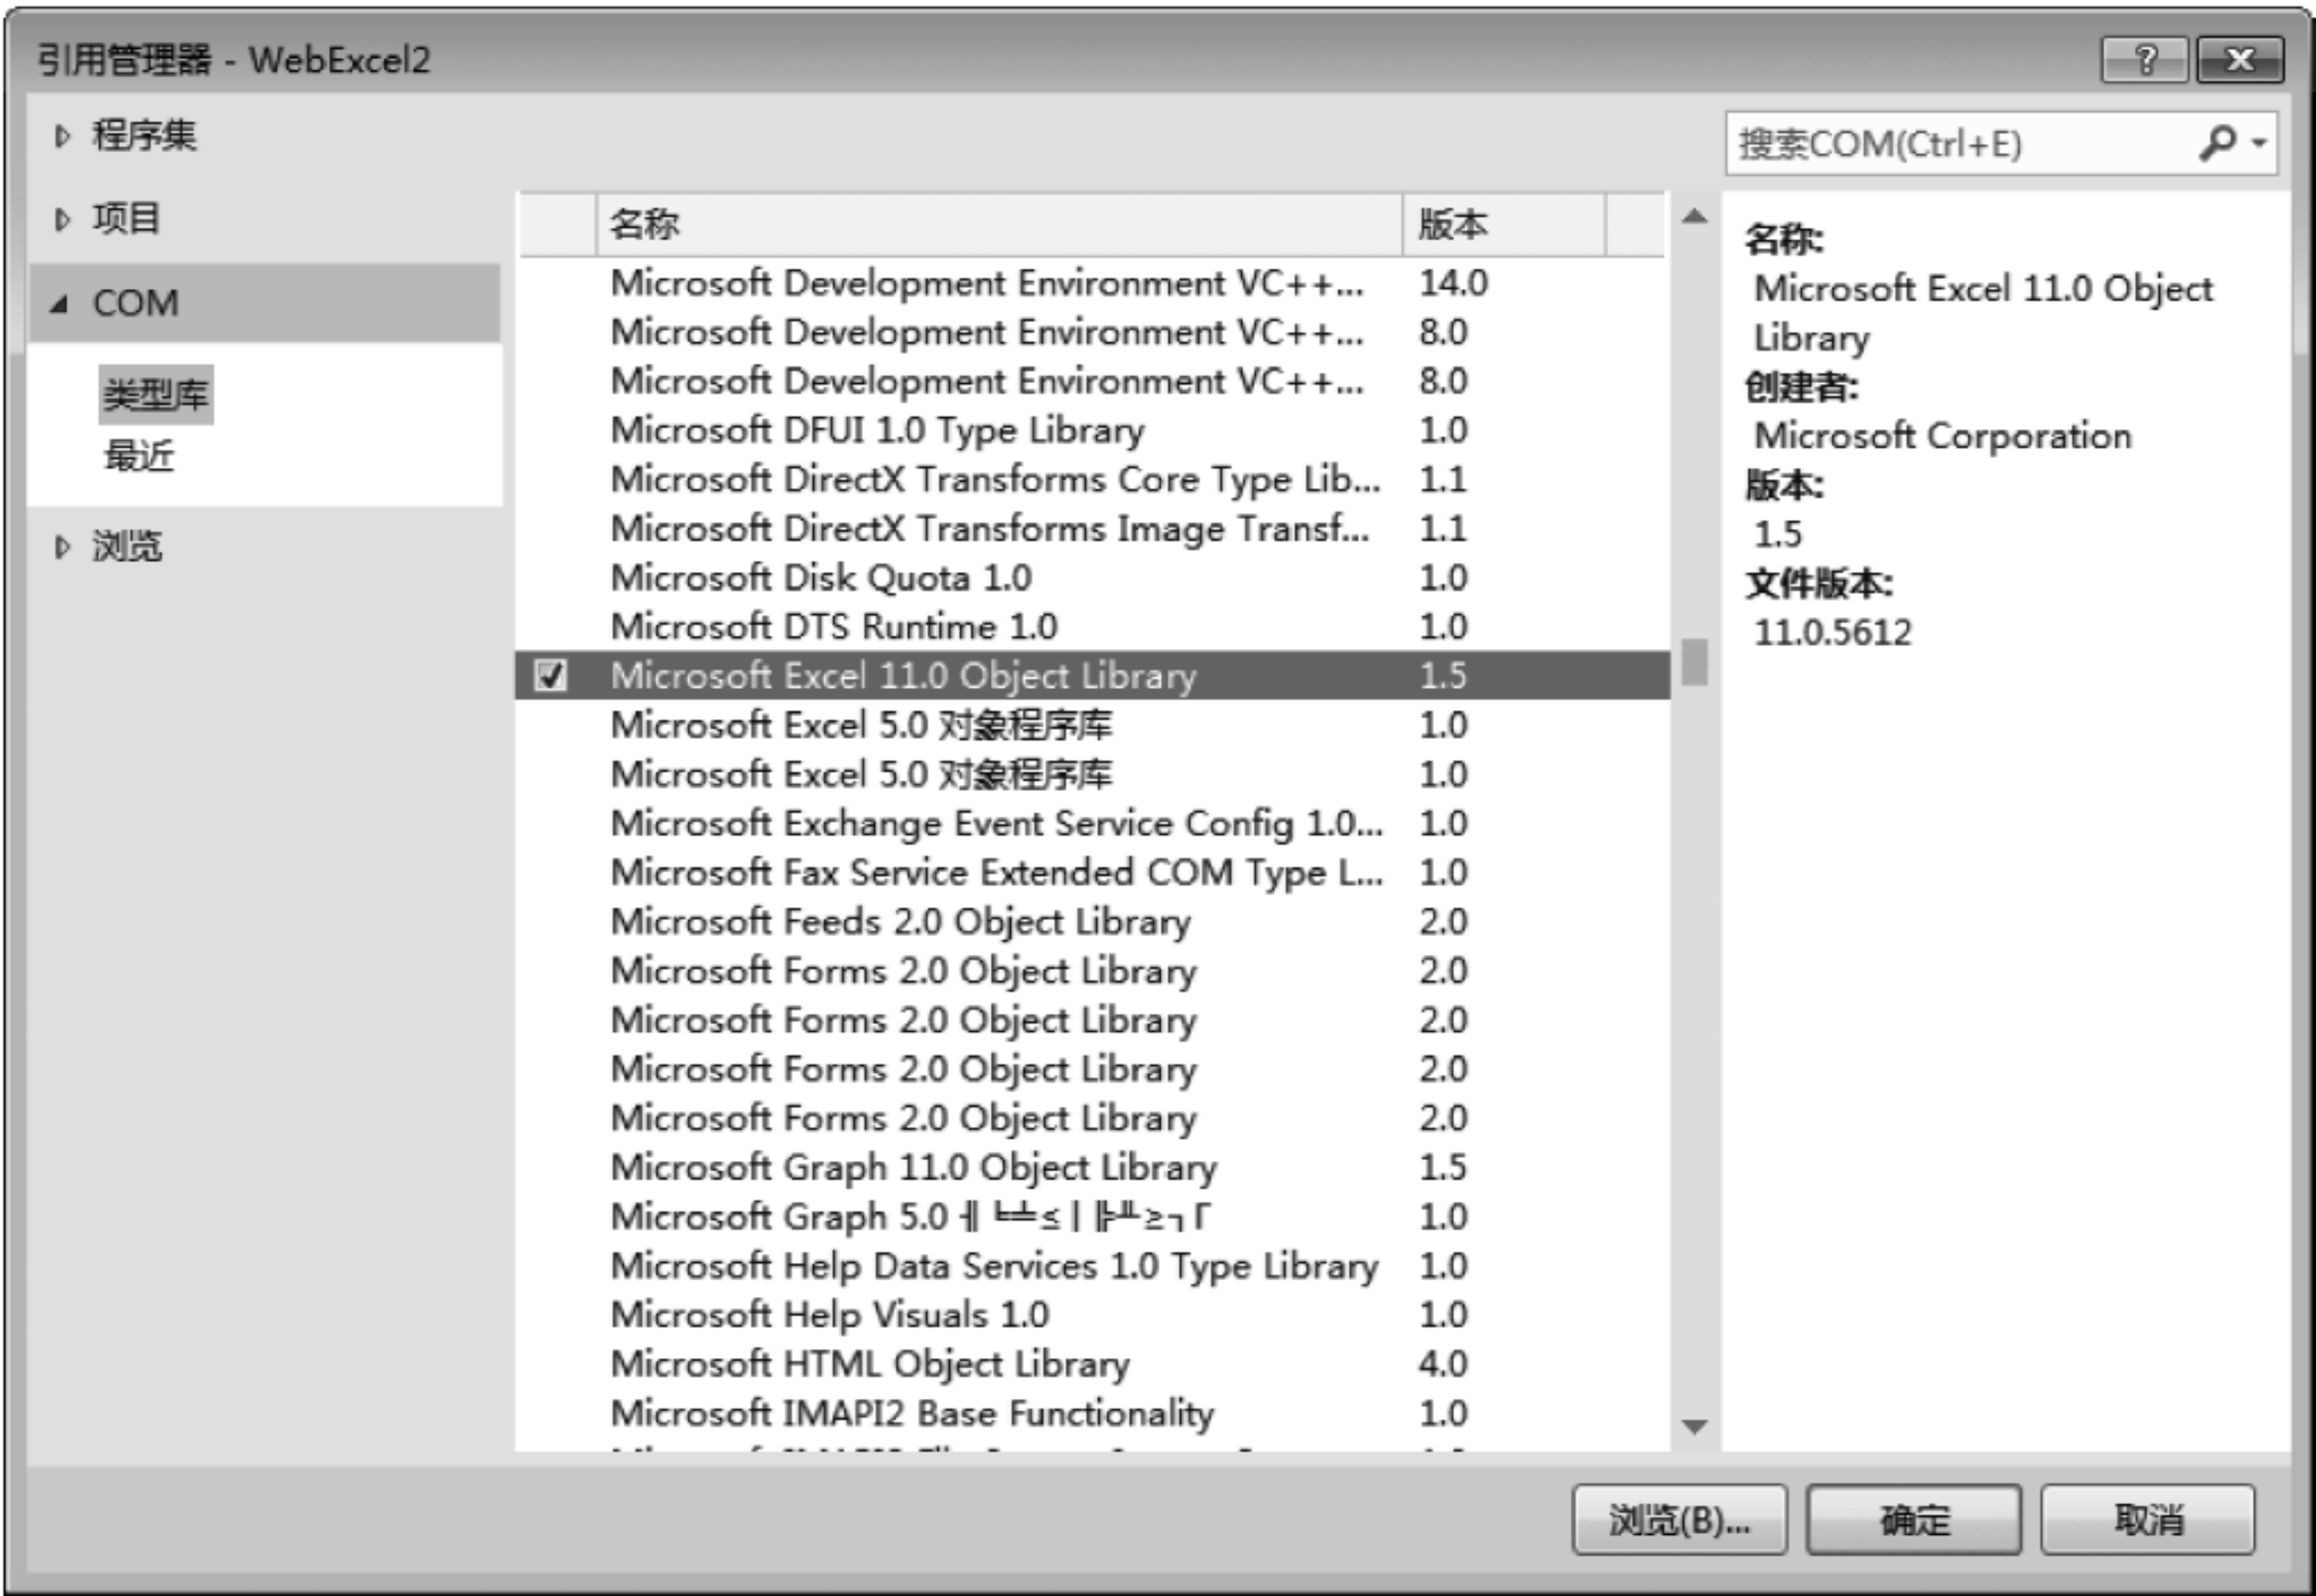 引用管理器 - WebExcel2
程序集
项目
COM
类型库
最近
浏览
搜索COM(Ctrl+E)
名称 版本
Microsoft Development Environment VC++... 14.0
Microsoft Development Environment VC++... 8.0
Microsoft Development Environment VC++... 8.0
Microsoft DFUI 1.0 Type Library 1.0
Microsoft DirectX Transforms Core Type Lib... 1.1
Microsoft DirectX Transforms Image Transf... 1.1
Microsoft Disk Quota 1.0 1.0
Microsoft DTS Runtime 1.0 1.0
Microsoft Excel 11.0 Object Library 1.5
Microsoft Excel 5.0 对象程序库 1.0
Microsoft Excel 5.0 对象程序库 1.0
Microsoft Exchange Event Service Config 1.0... 1.0
Microsoft Fax Service Extended COM Type L... 1.0
Microsoft Feeds 2.0 Object Library 2.0
Microsoft Forms 2.0 Object Library 2.0
Microsoft Forms 2.0 Object Library 2.0
Microsoft Forms 2.0 Object Library 2.0
Microsoft Forms 2.0 Object Library 2.0
Microsoft Graph 11.0 Object Library 1.5
Microsoft Graph 5.0 1.0
Microsoft Help Data Services 1.0 Type Library 1.0
Microsoft Help Visuals 1.0 1.0
Microsoft HTML Object Library 4.0
Microsoft IMAPI2 Base Functionality 1.0
名称:
Microsoft Excel 11.0 Object
Library
创建者:
Microsoft Corporation
版本:
1.5
文件版本:
11.0.5612
浏览(B)...
确定
取消